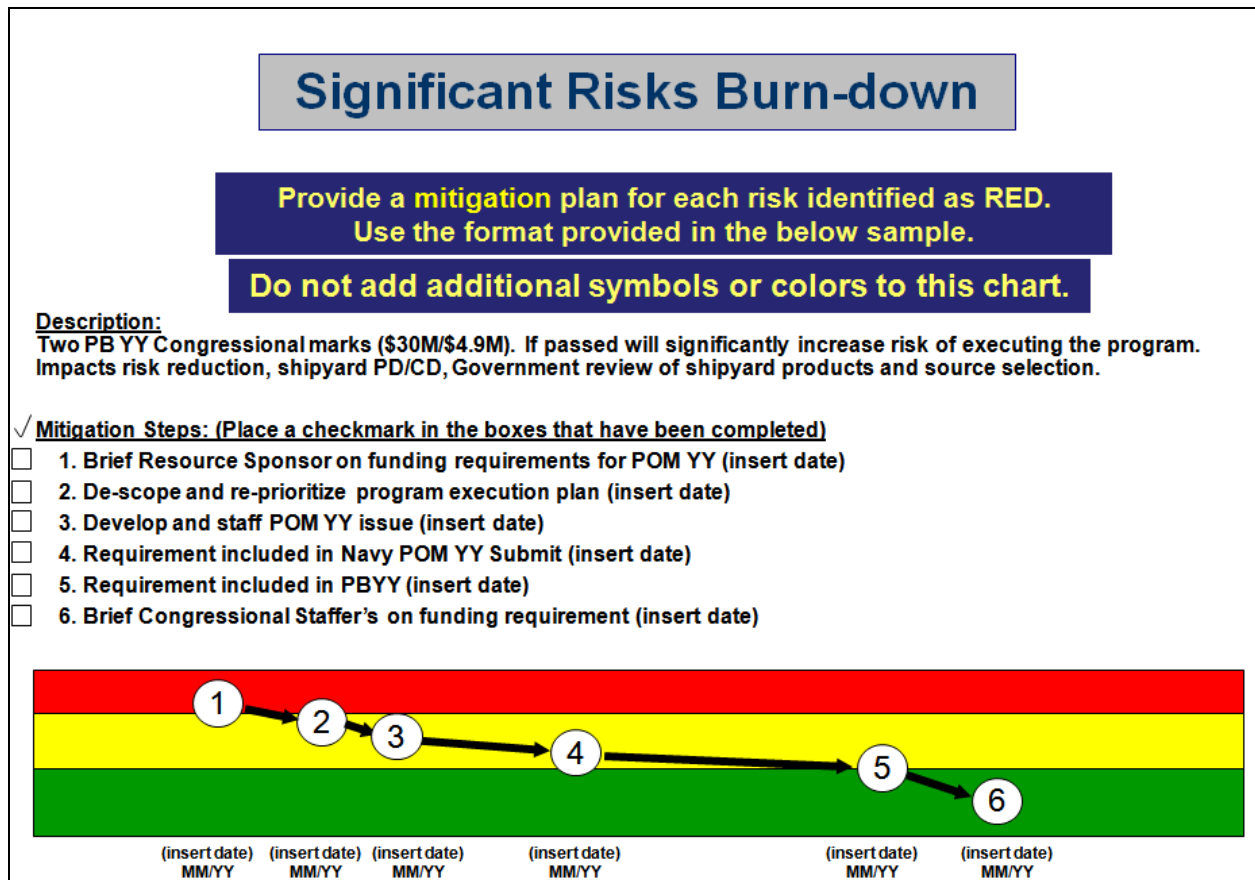 Significant Risks Burn-down
Provide a mitigation plan for each risk identified as RED.
Use the format provided in the below sample.
Do not add additional symbols or colors to this chart.
Description:
Two PB YY Congressional marks ($30M/$4.9M). If passed will significantly increase risk of executing the program.
Impacts risk reduction, shipyard PD/CD, Government review of shipyard products and source selection.
√ Mitigation Steps: (Place a checkmark in the boxes that have been completed)
1. Brief Resource Sponsor on funding requirements for POM YY (insert date)
2. De-scope and re-prioritize program execution plan (insert date)
3. Develop and staff POM YY issue (insert date)
4. Requirement included in Navy POM YY Submit (insert date)
5. Requirement included in PBYY (insert date)
6. Brief Congressional Staffer's on funding requirement (insert date)
1
2
3
4
5
6
(insert date) (insert date) (insert date) (insert date) (insert date) (insert date)
MM/YY MM/YY MM/YY MM/YY MM/YY MM/YY